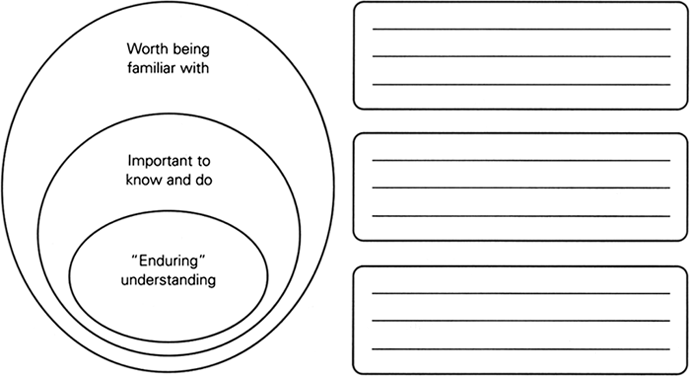 Worth being
familiar with
Important to
know and do
“Enduring”
understanding